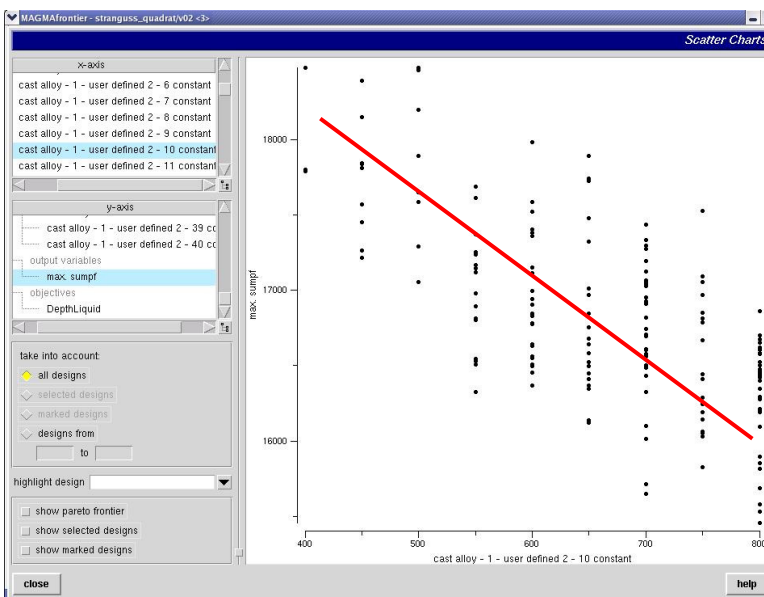 MAGMAfrontier - stranguss_quadrat/v02 <3>
Scatter Charts
x-axis
cast alloy - 1 - user defined 2 - 6 constant
cast alloy - 1 - user defined 2 - 7 constant
cast alloy - 1 - user defined 2 - 8 constant
cast alloy - 1 - user defined 2 - 9 constant
cast alloy - 1 - user defined 2 - 10 constant
cast alloy - 1 - user defined 2 - 11 constant
y-axis
cast alloy - 1 - user defined 2 - 39 co
cast alloy - 1 - user defined 2 - 40 co
output variables
max. sumpf
objectives
DepthLiquid
take into account:
all designs
selected designs
marked designs
designs from
to
highlight design
show pareto frontier
show selected designs
show marked designs
close
max. sumpf
18000
17000
16000
400
500
600
700
800
cast alloy - 1 - user defined 2 - 10 constant
help